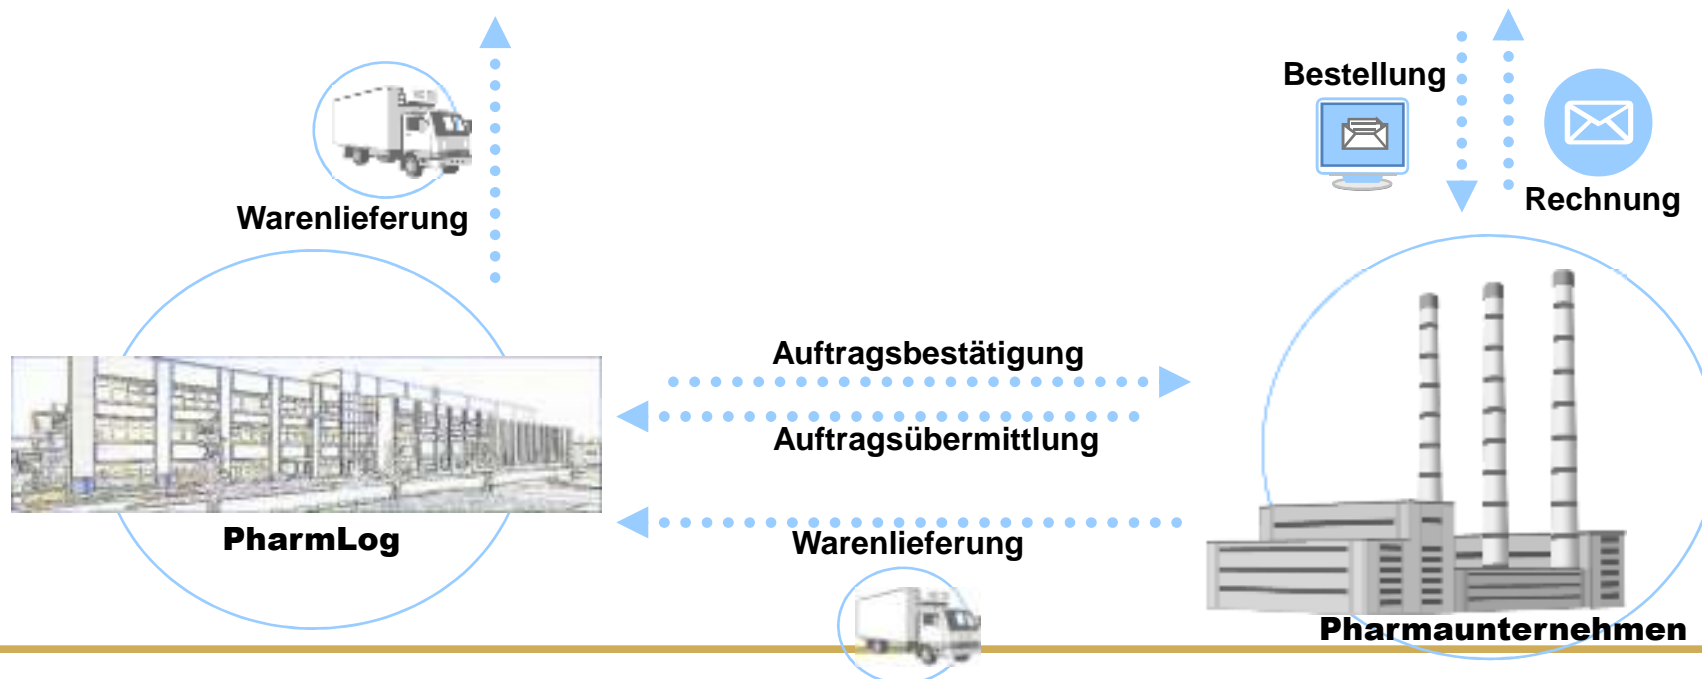 Bestellung
Rechnung
Warenlieferung
Auftragsbestätigung
Auftragsübermittlung
PharmLog
Warenlieferung
Pharmaunternehmen